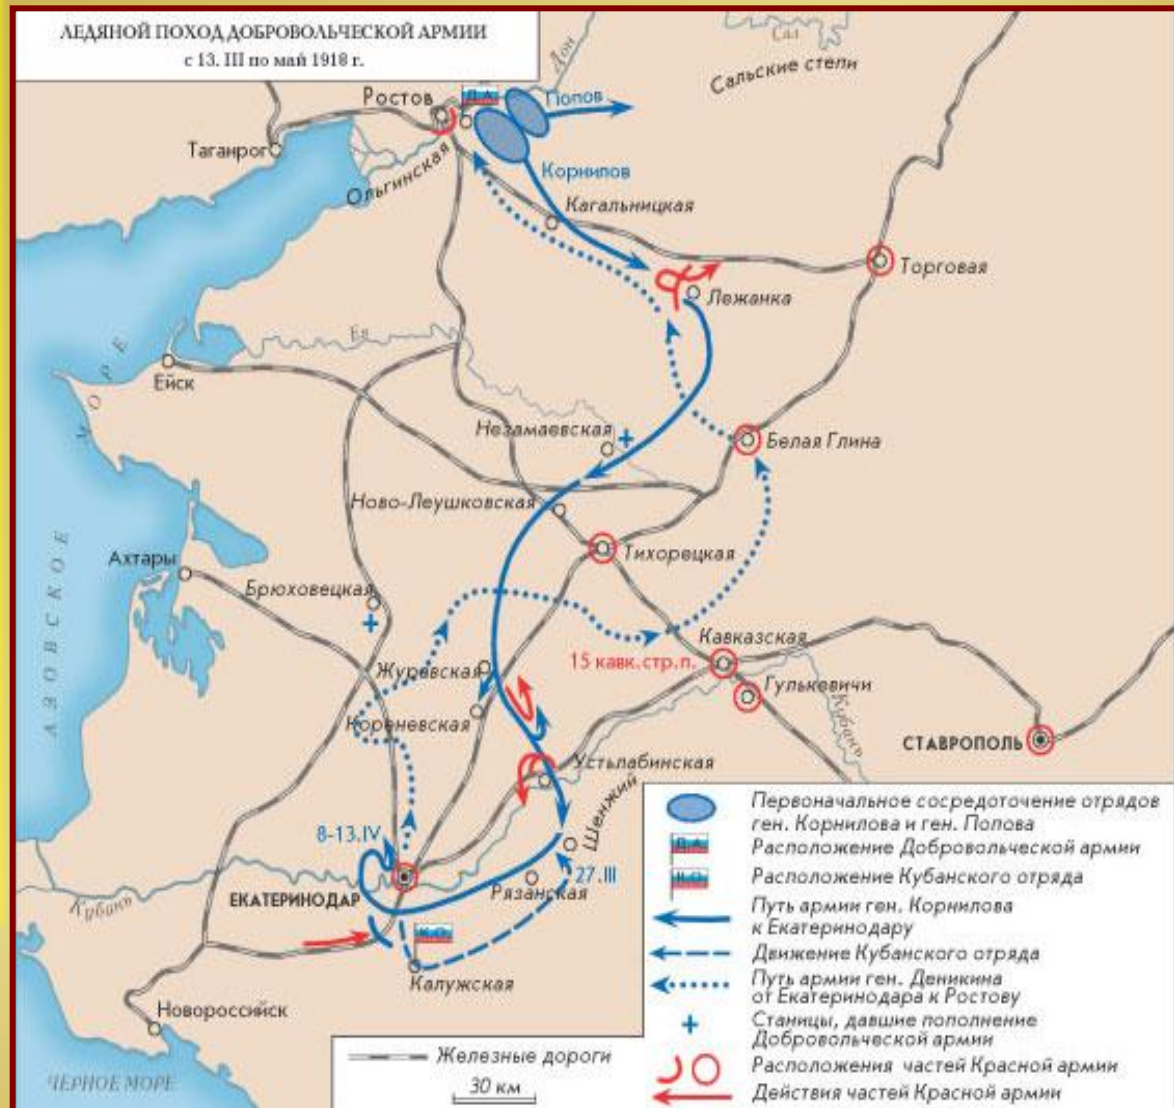 ЛЕДЯНОЙ ПОХОД ДОБРОВОЛЬЧЕСКОЙ АРМИИ
с 13. III по май 1918 г.
Сал
Сальские степи
Дон
Д.А.
Попов
Ростов
Таганрог
Ольгинская
Корнилов
Кагальницкая
Торговая
Лежанка
Ея
Ейск
МОРЕ
Незамаевская
Белая Глина
Ново-Леушковская
Тихорецкая
Ахтары
Брюховецкая
АЗОВСКОЕ
Кавказская
15 кавк.стр.п.
Журавская
Гулькевичи
Кореневская
Кубань
СТАВРОПОЛЬ
Устьлабинская
Шенжий
8-13.IV
27.III
Рязанская
ЕКАТЕРИНОДАР
Кубань
К.О.
Калужская
Новороссийск
ЧЕРНОЕ МОРЕ
Первоначальное сосредоточение отрядов
ген. Корнилова и ген. Попова
Д.А.
Расположение Добровольческой армии
К.О.
Расположение Кубанского отряда
Путь армии ген. Корнилова
к Екатеринодару
Движение Кубанского отряда
Путь армии ген. Деникина
от Екатеринодара к Ростову
Станицы, давшие пополнение
Добровольческой армии
Расположения частей Красной армии
Действия частей Красной армии
Железные дороги
30 км